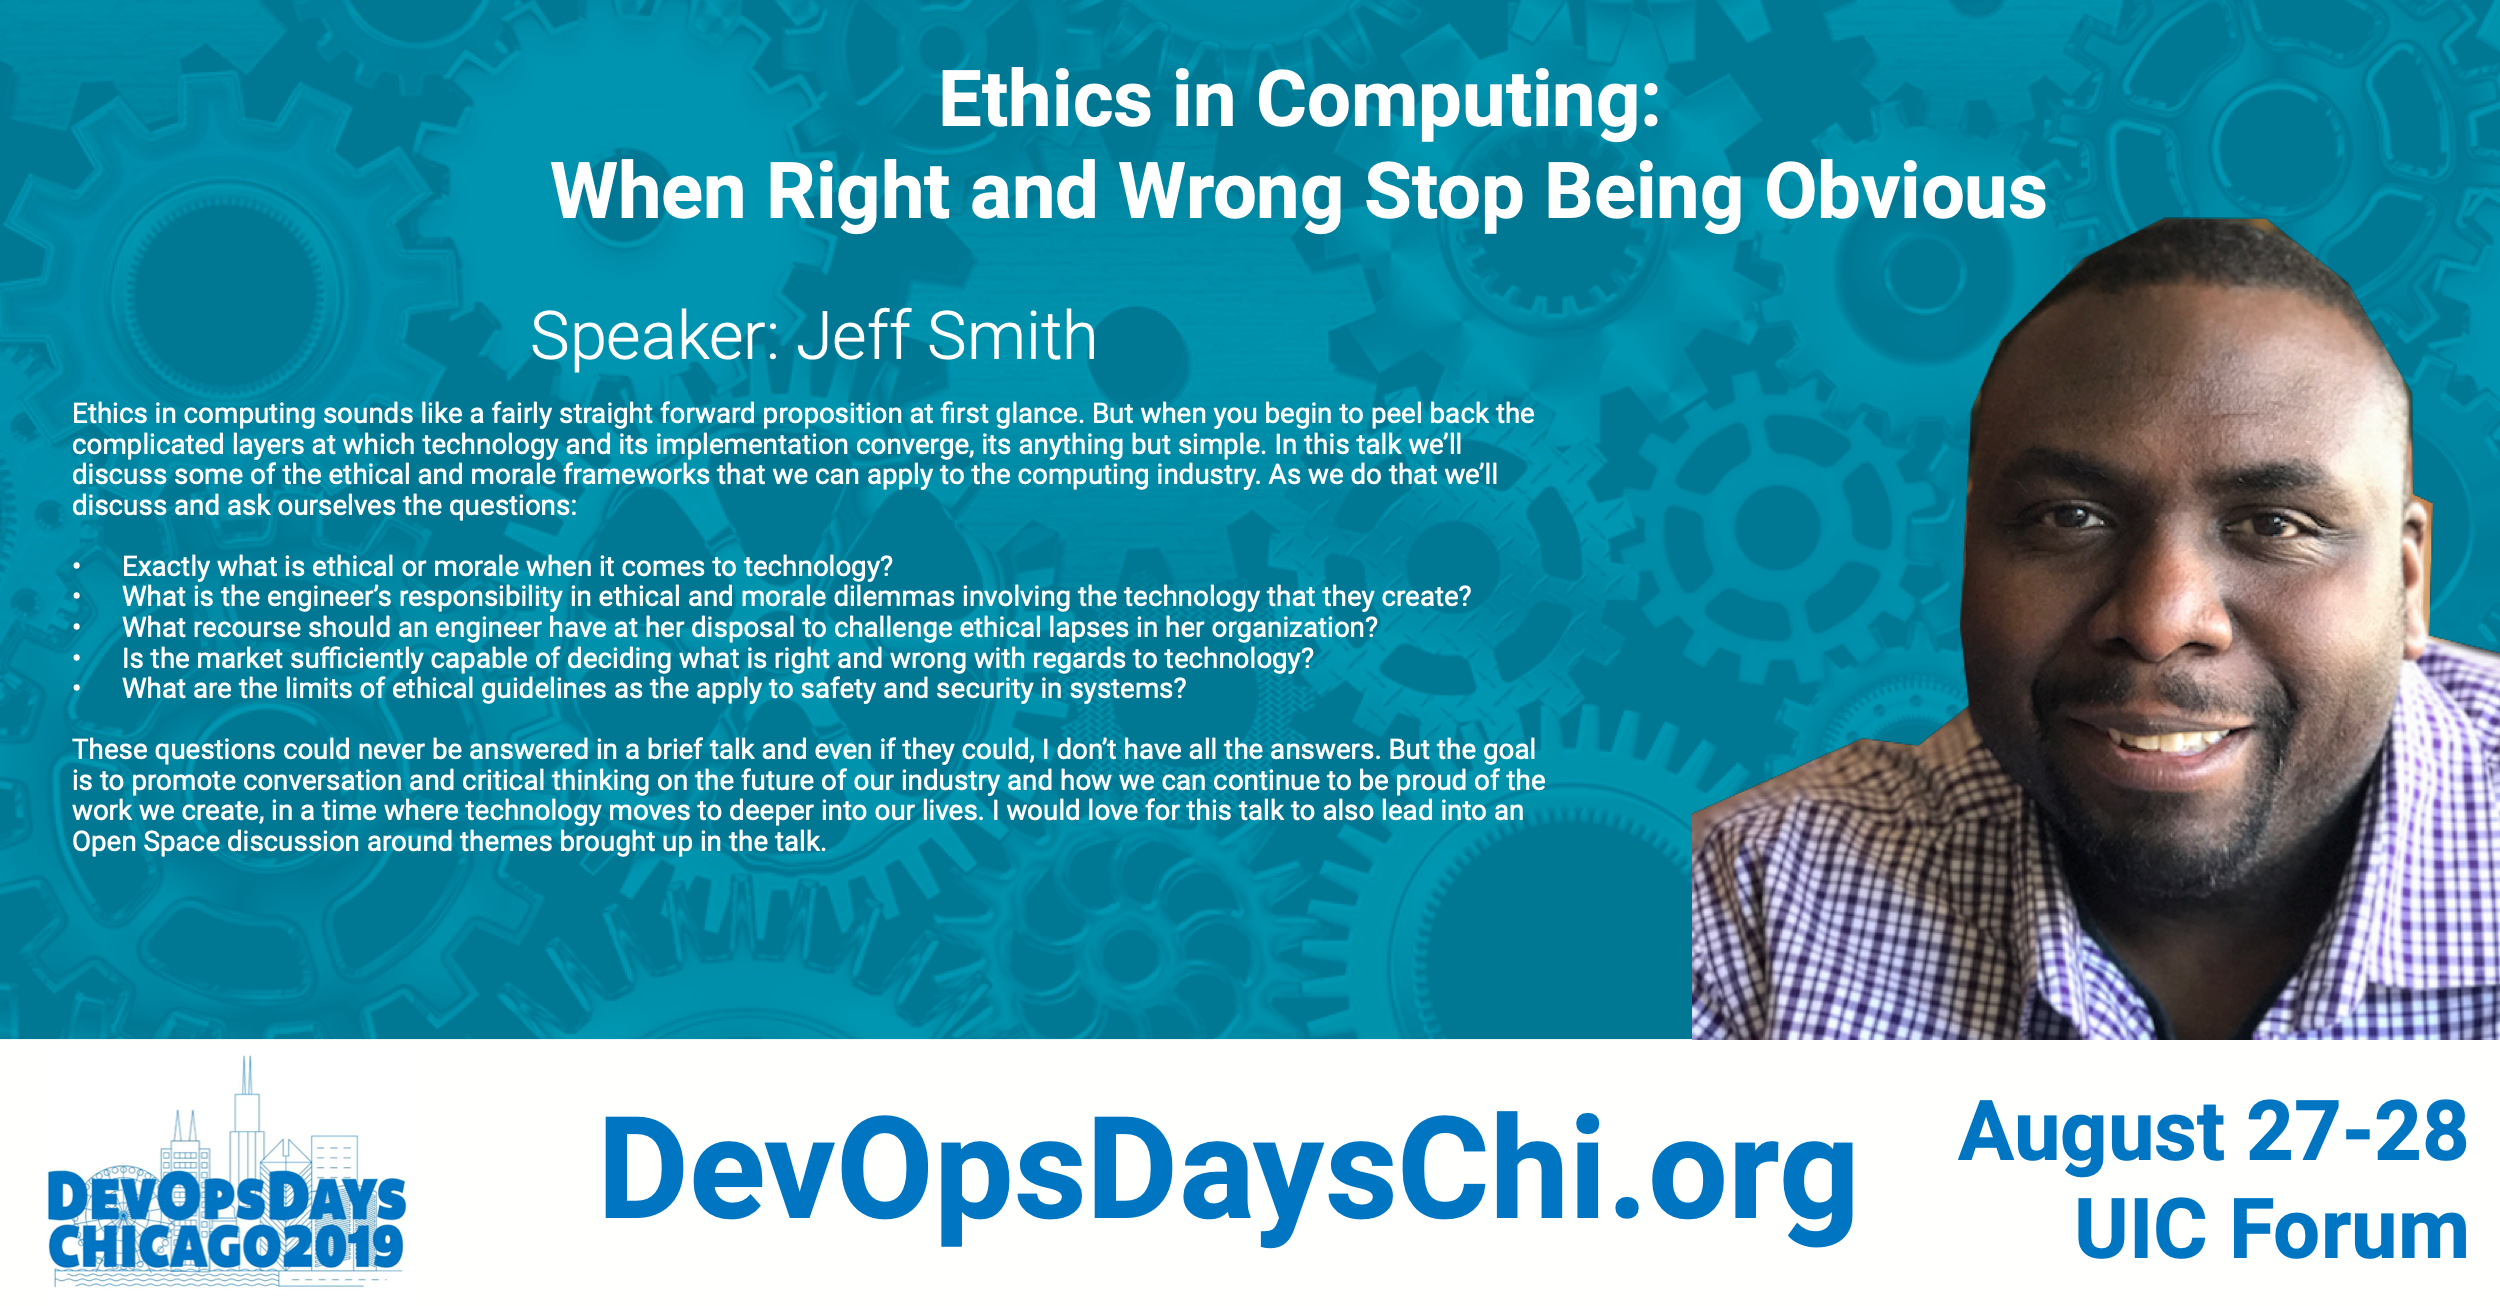 Ethics in Computing:
When Right and Wrong Stop Being Obvious
Speaker: Jeff Smith
Ethics in computing sounds like a fairly straight forward proposition at first glance. But when you begin to peel back the
complicated layers at which technology and its implementation converge, its anything but simple. In this talk we’ll
discuss some of the ethical and morale frameworks that we can apply to the computing industry. As we do that we’ll
discuss and ask ourselves the questions:
• Exactly what is ethical or morale when it comes to technology?
• What is the engineer’s responsibility in ethical and morale dilemmas involving the technology that they create?
• What recourse should an engineer have at her disposal to challenge ethical lapses in her organization?
• Is the market sufficiently capable of deciding what is right and wrong with regards to technology?
• What are the limits of ethical guidelines as the apply to safety and security in systems?
These questions could never be answered in a brief talk and even if they could, I don’t have all the answers. But the goal
is to promote conversation and critical thinking on the future of our industry and how we can continue to be proud of the
work we create, in a time where technology moves to deeper into our lives. I would love for this talk to also lead into an
Open Space discussion around themes brought up in the talk.
DEVOPSDAYS
CHICAGO2019
DevOpsDaysChi.org
August 27-28
UIC Forum